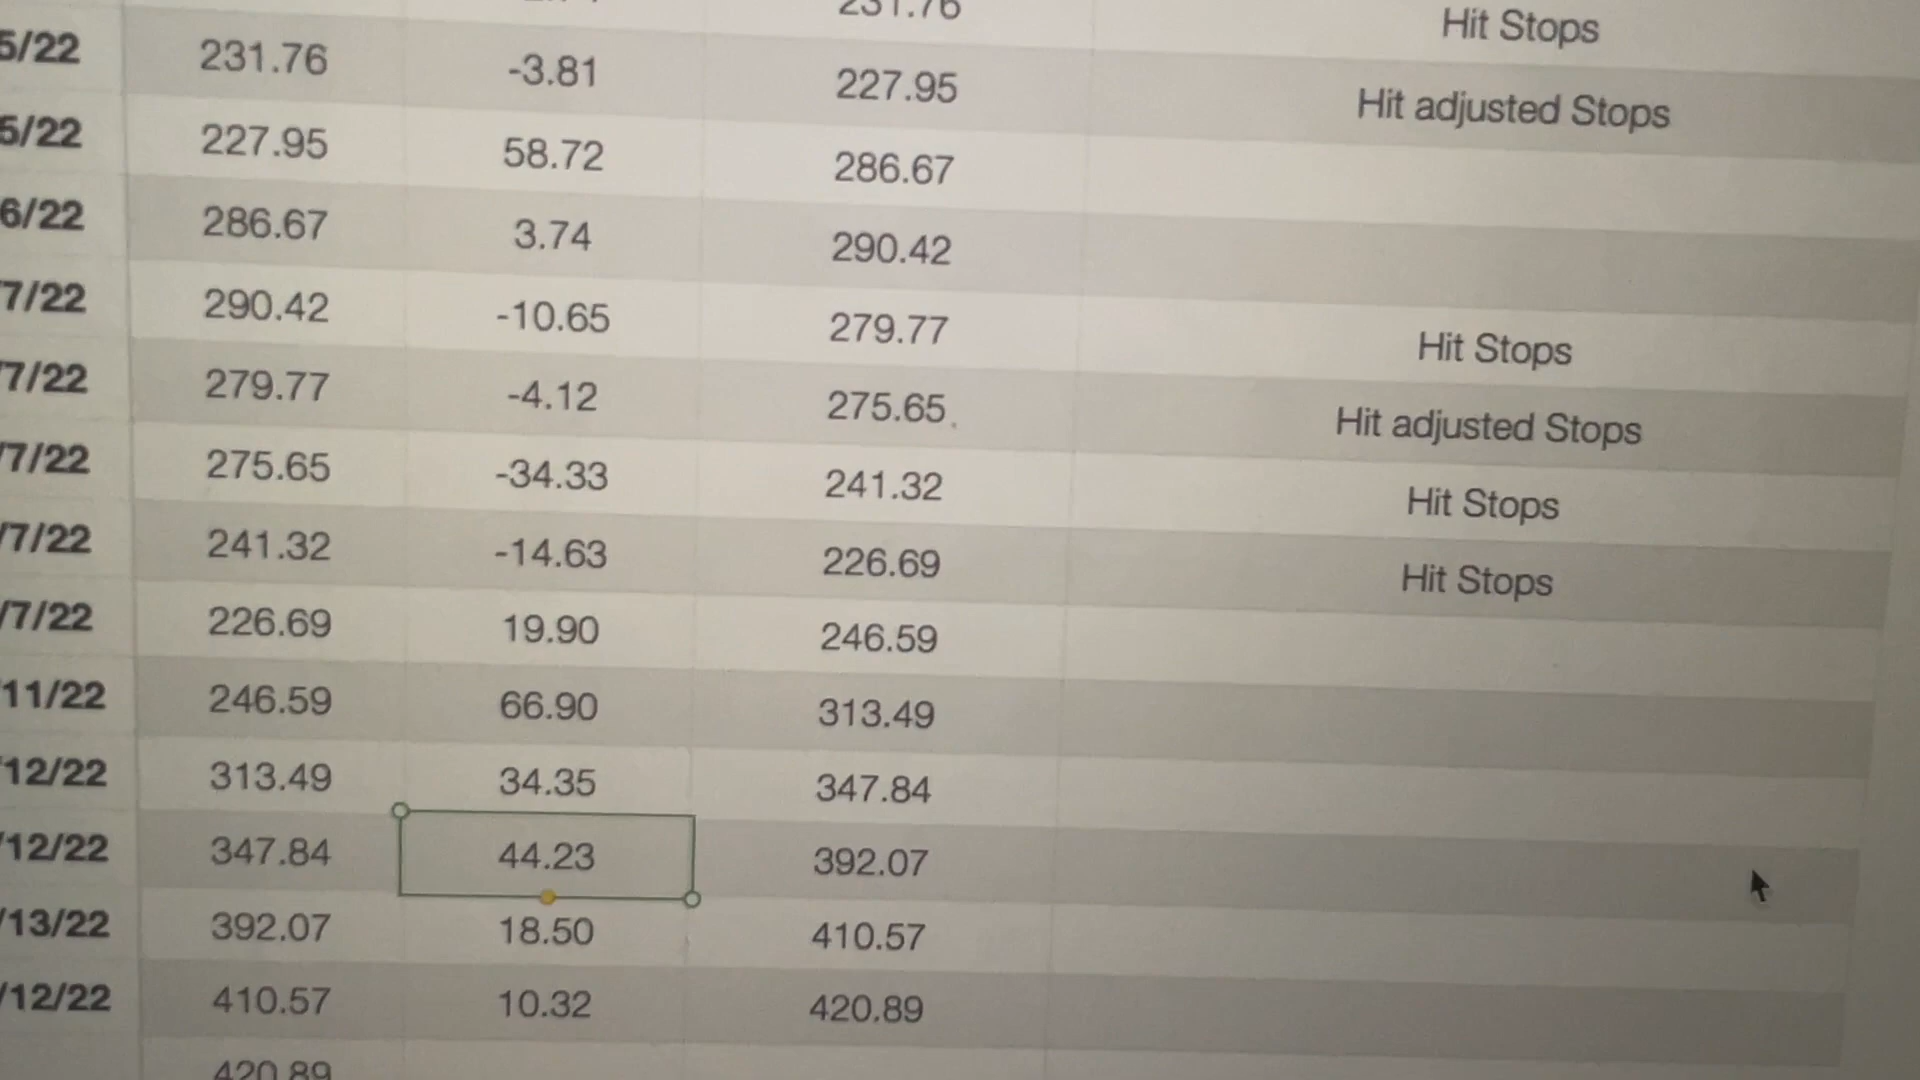 231.76 Hit Stops
5/22 231.76 -3.81 227.95 Hit adjusted Stops
5/22 227.95 58.72 286.67
6/22 286.67 3.74 290.42
/7/22 290.42 -10.65 279.77 Hit Stops
/7/22 279.77 -4.12 275.65 Hit adjusted Stops
/7/22 275.65 -34.33 241.32 Hit Stops
/7/22 241.32 -14.63 226.69 Hit Stops
/7/22 226.69 19.90 246.59
/11/22 246.59 66.90 313.49
/12/22 313.49 34.35 347.84
/12/22 347.84 44.23 392.07
/13/22 392.07 18.50 410.57
/12/22 410.57 10.32 420.89
420.89